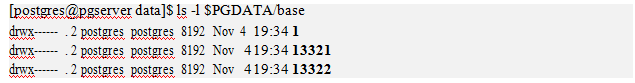 [postgres@pgserver data]$ ls -l $PGDATA/base
drwx------ . 2 postgres postgres 8192 Nov 4 19:34 1
drwx------ . 2 postgres postgres 8192 Nov 4 19:34 13321
drwx------ . 2 postgres postgres 8192 Nov 4 19:34 13322